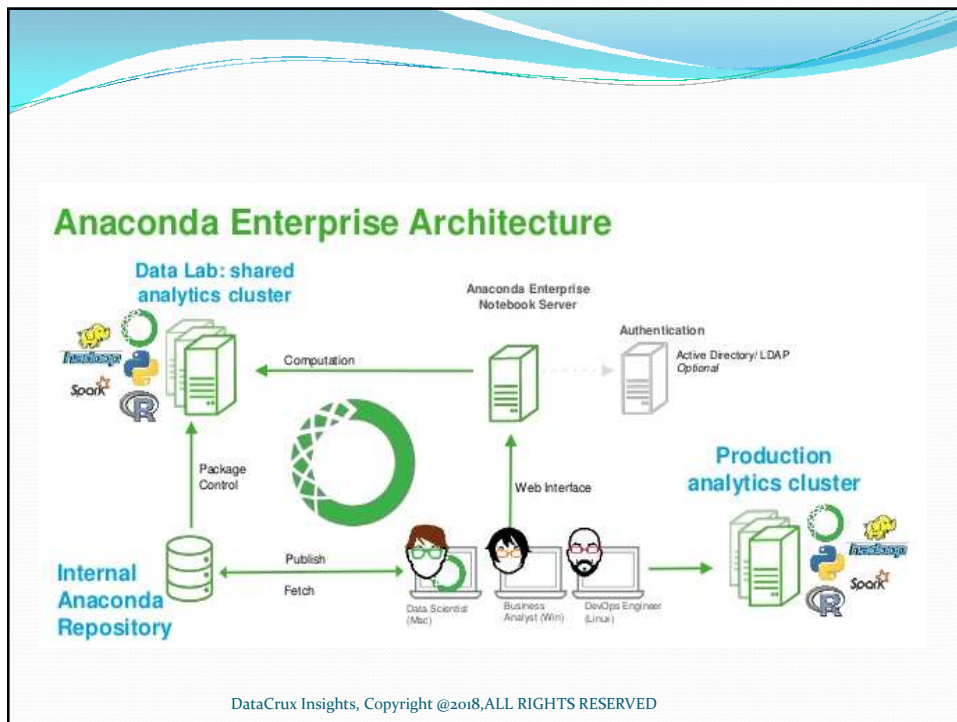 Anaconda Enterprise Architecture
Data Lab: shared
analytics cluster
hadoop
Spark
R
Computation
Anaconda Enterprise
Notebook Server
Authentication
Active Directory/ LDAP
Optional
Package
Control
Web Interface
Production
analytics cluster
hadoop
Spark
R
Internal
Anaconda
Repository
Publish
Fetch
Data Scientist
(Mac)
Business
Analyst (Win)
DevOps Engineer
(Linux)
DataCrux Insights, Copyright @2018,ALL RIGHTS RESERVED